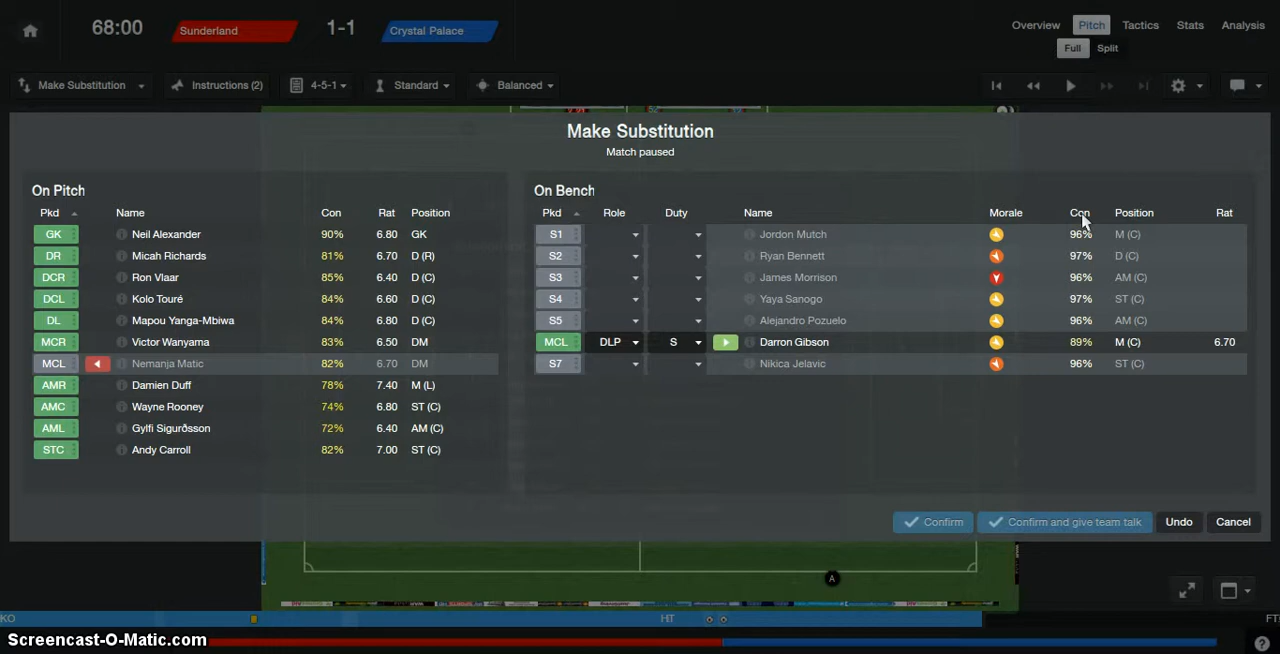 68:00 Sunderland 1-1 Crystal Palace Overview Pitch Tactics Stats Analysis
Full Split
Make Substitution Instructions (2) 4-5-1 Standard Balanced
Make Substitution
Match paused
On Pitch On Bench
Pkd Name Con Rat Position Pkd Role Duty Name Morale Con Position Rat
GK Neil Alexander 90% 6.80 GK S1 Jordon Mutch 96% M (C)
DR Micah Richards 81% 6.70 D (R) S2 Ryan Bennett 97% D (C)
DCR Ron Vlaar 85% 6.40 D (C) S3 James Morrison 96% AM (C)
DCL Kolo Touré 84% 6.60 D (C) S4 Yaya Sanogo 97% ST (C)
DL Mapou Yanga-Mbiwa 84% 6.80 D (C) S5 Alejandro Pozuelo 96% AM (C)
MCR Victor Wanyama 83% 6.50 DM MCL DLP S Darron Gibson 89% M (C) 6.70
MCL Nemanja Matic 82% 6.70 DM S7 Nikica Jelavic 96% ST (C)
AMR Damien Duff 78% 7.40 M (L)
AMC Wayne Rooney 74% 6.80 ST (C)
AML Gylfi Sigurðsson 72% 6.40 AM (C)
STC Andy Carroll 82% 7.00 ST (C)
Confirm Confirm and give team talk Undo Cancel
A
KO HT FT
Screencast-O-Matic.com